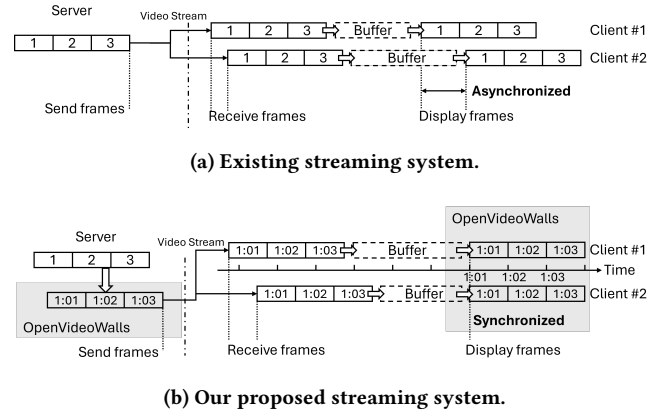 Server
Video Stream
1 2 3 Buffer 1 2 3 Client #1
1 2 3
1 2 3 Buffer 1 2 3 Client #2
Asynchronized
Send frames Receive frames Display frames
(a) Existing streaming system.
OpenVideoWalls
Server Video Stream
1:01 1:02 1:03 Buffer 1:01 1:02 1:03 Client #1
1 2 3
Time
1:01 1:02 1:03
1:01 1:02 1:03 1:01 1:02 1:03 Buffer 1:01 1:02 1:03 Client #2
OpenVideoWalls Synchronized
Send frames Receive frames Display frames
(b) Our proposed streaming system.